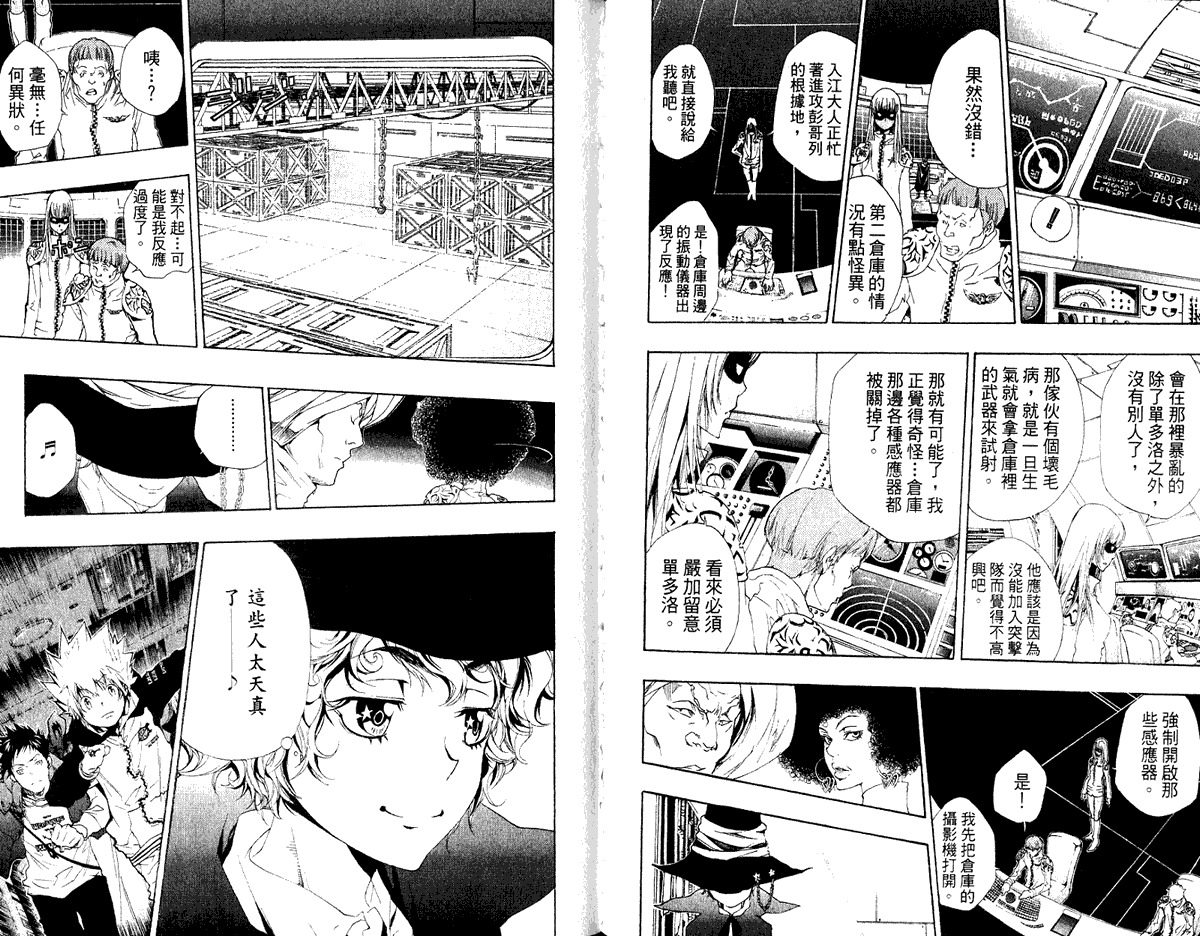 果然沒錯…
第二倉庫的情
況有點怪異。
入江大人正忙
著進攻彭哥列
的根據地，
就直接說給
我聽吧。
是！倉庫周邊
的振動儀器出
現了反應！
會在那裡暴亂的
除了單多洛之外，
沒有別人了，
那傢伙有個壞毛
病，就是一旦生
氣就會拿倉庫裡
的武器來試射。
他應該是因為
沒能加入突擊
隊而覺得不高
興吧。
那就有可能了，我
正覺得奇怪…倉庫
那邊各種感應器都
被關掉了。
看來必須
嚴加留意
單多洛。
強制開啟那
些感應器。
是！
我先把倉庫的
攝影機打開。
咦…？
毫無…任
何異狀。
對不起…可
能是我反應
過度了。
………
♬
這些人太天真
了——♪